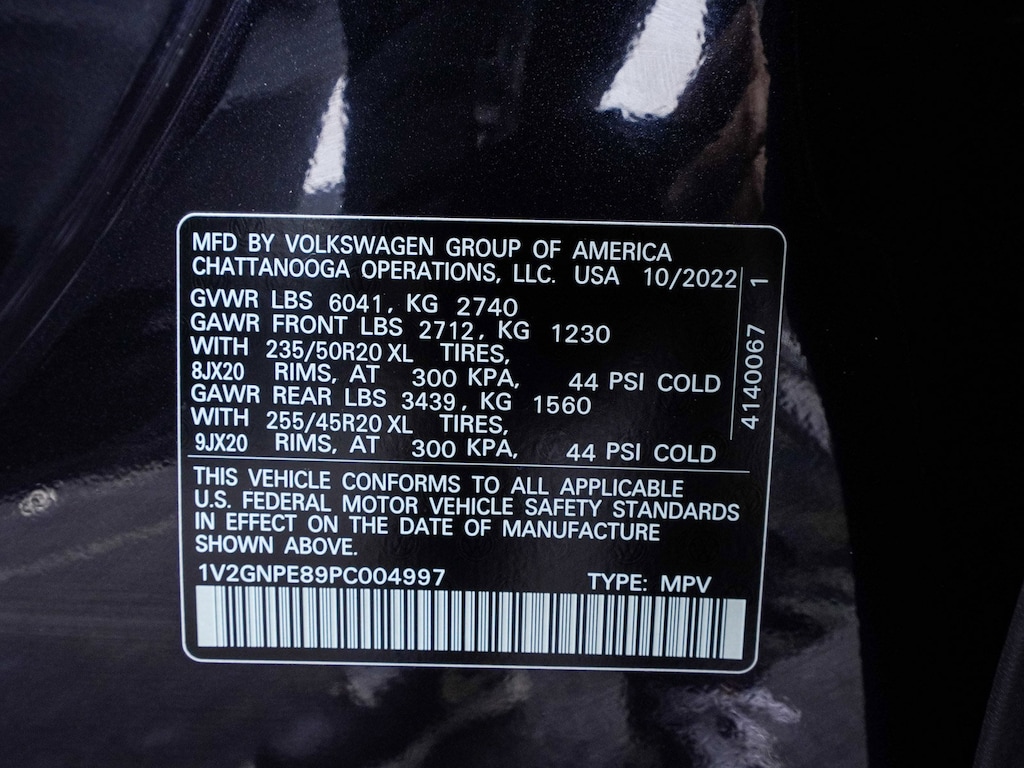 MFD BY VOLKSWAGEN GROUP OF AMERICA
CHATTANOOGA OPERATIONS, LLC. USA 10/2022
GVWR LBS 6041, KG 2740
GAWR FRONT LBS 2712, KG 1230
WITH 235/50R20 XL TIRES,
8JX20 RIMS, AT 300 KPA, 44 PSI COLD
GAWR REAR LBS 3439, KG 1560
WITH 255/45R20 XL TIRES,
9JX20 RIMS, AT 300 KPA, 44 PSI COLD
4140067 1
THIS VEHICLE CONFORMS TO ALL APPLICABLE
U.S. FEDERAL MOTOR VEHICLE SAFETY STANDARDS
IN EFFECT ON THE DATE OF MANUFACTURE
SHOWN ABOVE.
1V2GNPE89PC004997 TYPE: MPV